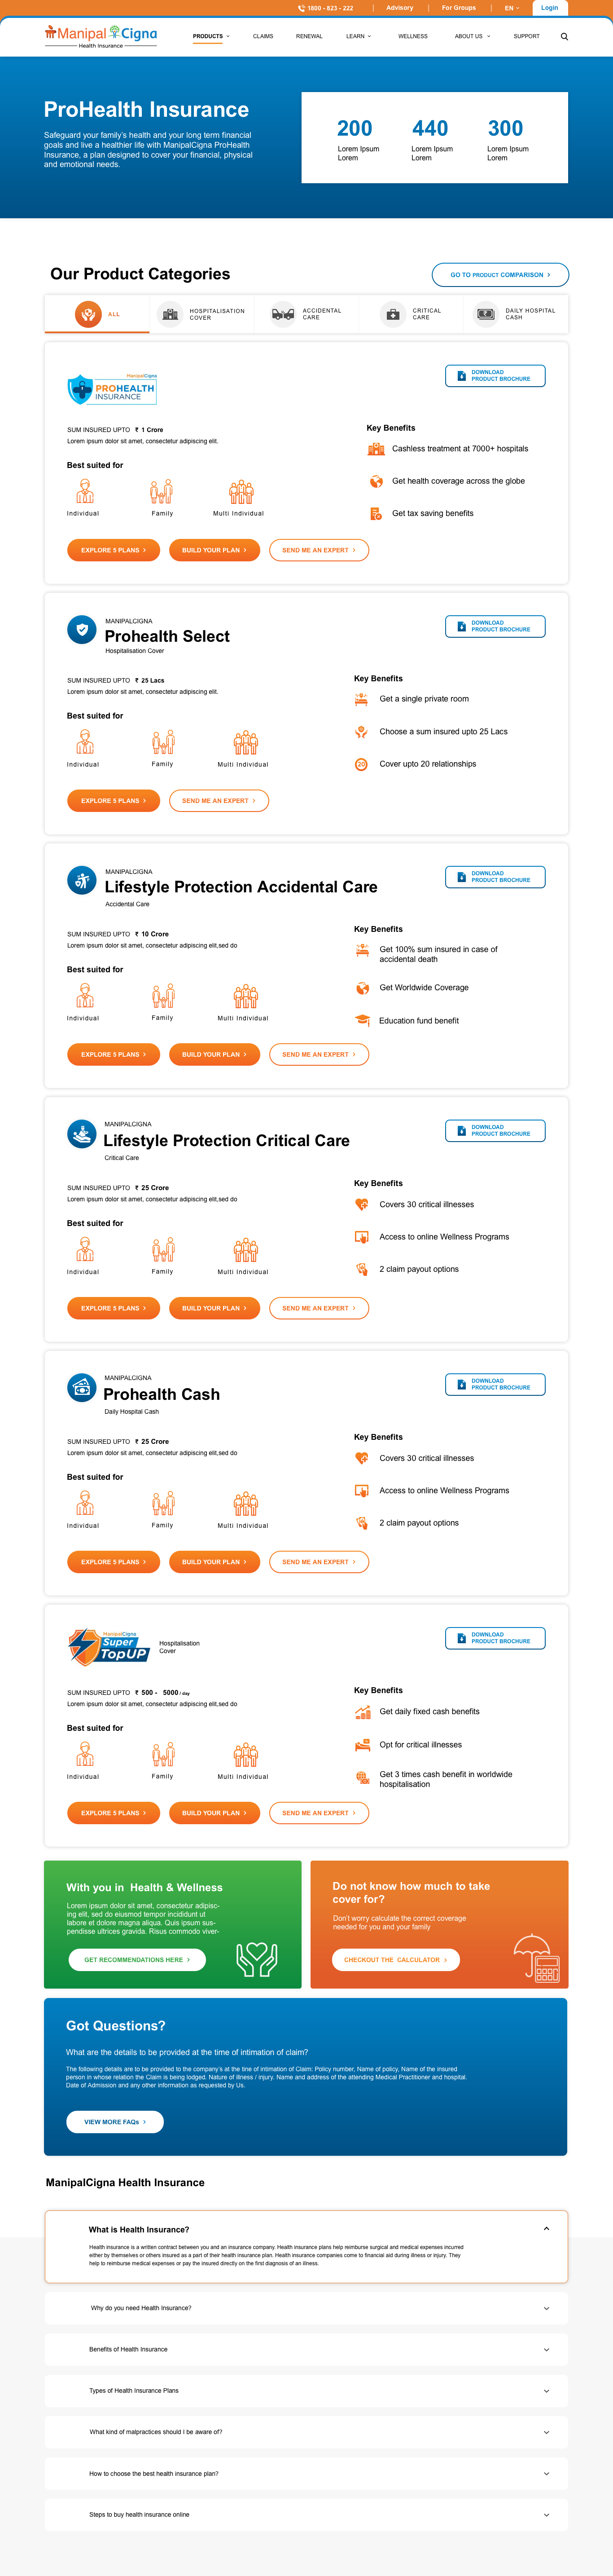 1800 - 823 - 222
Advisory
For Groups
EN
Login
ManipalCigna
Health Insurance
PRODUCTS
CLAIMS
RENEWAL
LEARN
WELLNESS
ABOUT US
SUPPORT
ProHealth Insurance
Safeguard your family's health and your long term financial
goals and live a healthier life with ManipalCigna ProHealth
Insurance, a plan designed to cover your financial, physical
and emotional needs.
200
440
300
Lorem Ipsum
Lorem
Lorem Ipsum
Lorem
Lorem Ipsum
Lorem
Our Product Categories
GO TO PRODUCT COMPARISON
ALL
HOSPITALISATION
COVER
ACCIDENTAL
CARE
CRITICAL
CARE
DAILY HOSPITAL
CASH
ManipalCigna
PROHEALTH
INSURANCE
DOWNLOAD
PRODUCT BROCHURE
SUM INSURED UPTO ₹ 1 Crore
Lorem ipsum dolor sit amet, consectetur adipiscing elit.
Best suited for
Individual
Family
Multi Individual
Key Benefits
Cashless treatment at 7000+ hospitals
Get health coverage across the globe
Get tax saving benefits
EXPLORE 5 PLANS
BUILD YOUR PLAN
SEND ME AN EXPERT
MANIPALCIGNA
Prohealth Select
Hospitalisation Cover
DOWNLOAD
PRODUCT BROCHURE
SUM INSURED UPTO ₹ 25 Lacs
Lorem ipsum dolor sit amet, consectetur adipiscing elit.
Best suited for
Individual
Family
Multi Individual
Key Benefits
Get a single private room
Choose a sum insured upto 25 Lacs
20
Cover upto 20 relationships
EXPLORE 5 PLANS
SEND ME AN EXPERT
MANIPALCIGNA
Lifestyle Protection Accidental Care
Accidental Care
DOWNLOAD
PRODUCT BROCHURE
SUM INSURED UPTO ₹ 10 Crore
Lorem ipsum dolor sit amet, consectetur adipiscing elit,sed do
Best suited for
Individual
Family
Multi Individual
Key Benefits
Get 100% sum insured in case of
accidental death
Get Worldwide Coverage
Education fund benefit
EXPLORE 5 PLANS
BUILD YOUR PLAN
SEND ME AN EXPERT
MANIPALCIGNA
Lifestyle Protection Critical Care
Critical Care
DOWNLOAD
PRODUCT BROCHURE
SUM INSURED UPTO ₹ 25 Crore
Lorem ipsum dolor sit amet, consectetur adipiscing elit,sed do
Best suited for
Individual
Family
Multi Individual
Key Benefits
Covers 30 critical illnesses
Access to online Wellness Programs
2 claim payout options
EXPLORE 5 PLANS
BUILD YOUR PLAN
SEND ME AN EXPERT
MANIPALCIGNA
Prohealth Cash
Daily Hospital Cash
DOWNLOAD
PRODUCT BROCHURE
SUM INSURED UPTO ₹ 25 Crore
Lorem ipsum dolor sit amet, consectetur adipiscing elit,sed do
Best suited for
Individual
Family
Multi Individual
Key Benefits
Covers 30 critical illnesses
Access to online Wellness Programs
2 claim payout options
EXPLORE 5 PLANS
BUILD YOUR PLAN
SEND ME AN EXPERT
ManipalCigna
Super
TopUP
Hospitalisation
Cover
DOWNLOAD
PRODUCT BROCHURE
SUM INSURED UPTO ₹ 500 - 5000 / day
Lorem ipsum dolor sit amet, consectetur adipiscing elit,sed do
Best suited for
Individual
Family
Multi Individual
Key Benefits
Get daily fixed cash benefits
Opt for critical illnesses
Get 3 times cash benefit in worldwide
hospitalisation
EXPLORE 5 PLANS
BUILD YOUR PLAN
SEND ME AN EXPERT
With you in Health & Wellness
Lorem ipsum dolor sit amet, consectetur adipisc-
ing elit, sed do eiusmod tempor incididunt ut
labore et dolore magna aliqua. Quis ipsum sus-
pendisse ultrices gravida. Risus commodo viver-
GET RECOMMENDATIONS HERE
Do not know how much to take
cover for?
Don't worry calculate the correct coverage
needed for you and your family
CHECKOUT THE CALCULATOR
Got Questions?
What are the details to be provided at the time of intimation of claim?
The following details are to be provided to the company's at the tine of intimation of Claim: Policy number, Name of policy, Name of the insured
person in whose relation the Claim is being lodged. Nature of illness / injury. Name and address of the attending Medical Practitioner and hospital.
Date of Admission and any other information as requested by Us.
VIEW MORE FAQs
ManipalCigna Health Insurance
What is Health Insurance?
Health insurance is a written contract between you and an insurance company. Health insurance plans help reimburse surgical and medical expenses incurred
either by themselves or others insured as a part of their health insurance plan. Health insurance companies come to financial aid during illness or injury. They
help to reimburse medical expenses or pay the insured directly on the first diagnosis of an illness.
Why do you need Health Insurance?
Benefits of Health Insurance
Types of Health Insurance Plans
What kind of malpractices should I be aware of?
How to choose the best health insurance plan?
Steps to buy health insurance online